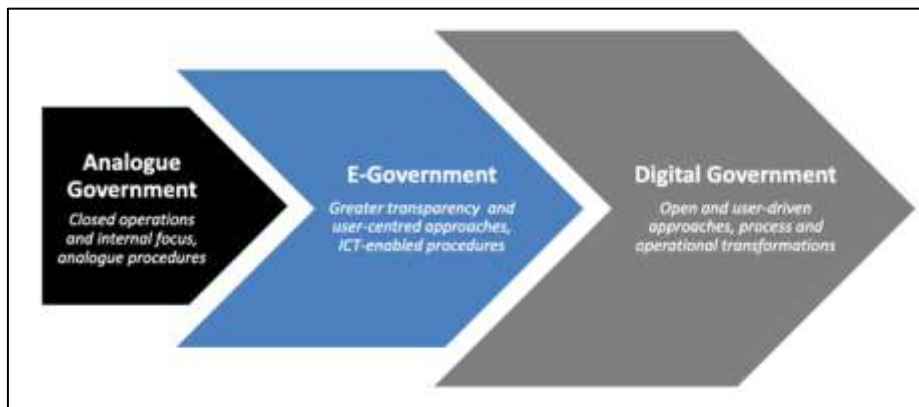 Analogue
Government
Closed operations
and internal focus,
analogue procedures
E-Government
Greater transparency and
user-centred approaches,
ICT-enabled procedures
Digital Government
Open and user-driven
approaches, process and
operational transformations